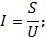 I = S/U;